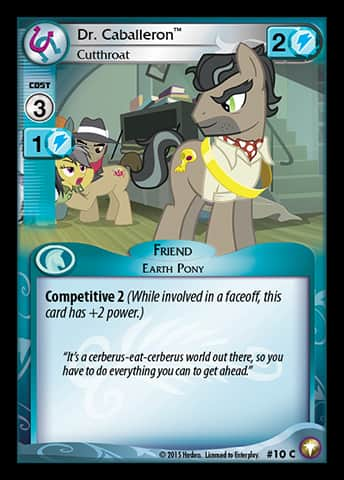 Dr. Caballeron™
Cutthroat
2
COST
3
1
FRIEND
EARTH PONY
Competitive 2 (While involved in a faceoff, this
card has +2 power.)
"It's a cerberus-eat-cerberus world out there, so you
have to do everything you can to get ahead."
© 2015 Hasbro. Licensed to Enterplay. #10 C